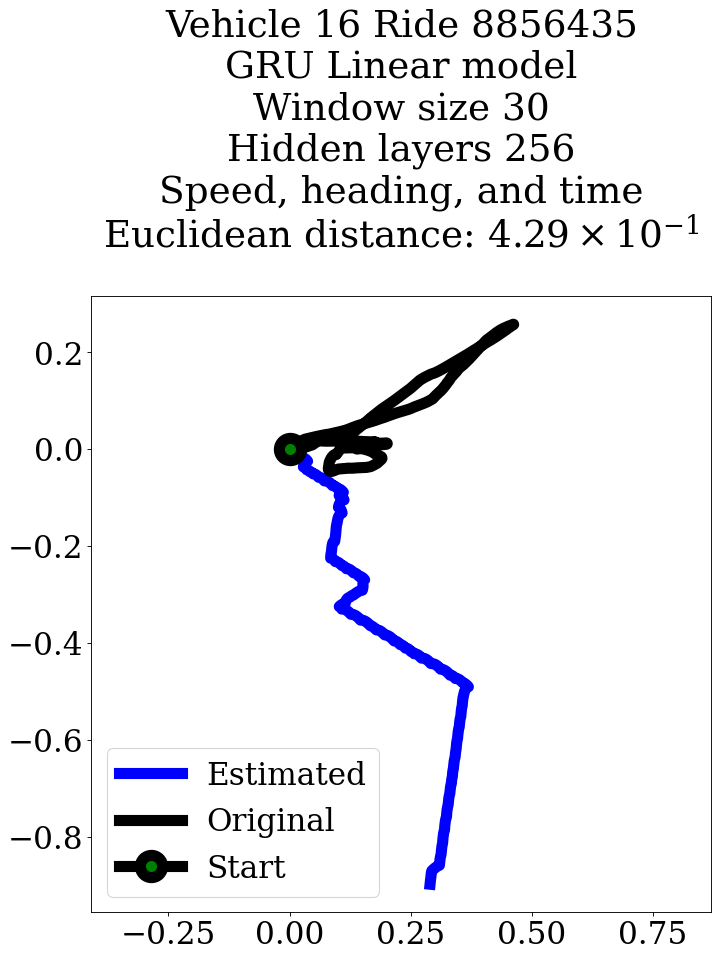 Vehicle 16 Ride 8856435
GRU Linear model
Window size 30
Hidden layers 256
Speed, heading, and time
Euclidean distance: 4.29 × 10⁻¹
0.2
0.0
−0.2
−0.4
−0.6
−0.8
Estimated
Original
Start
−0.25 0.00 0.25 0.50 0.75